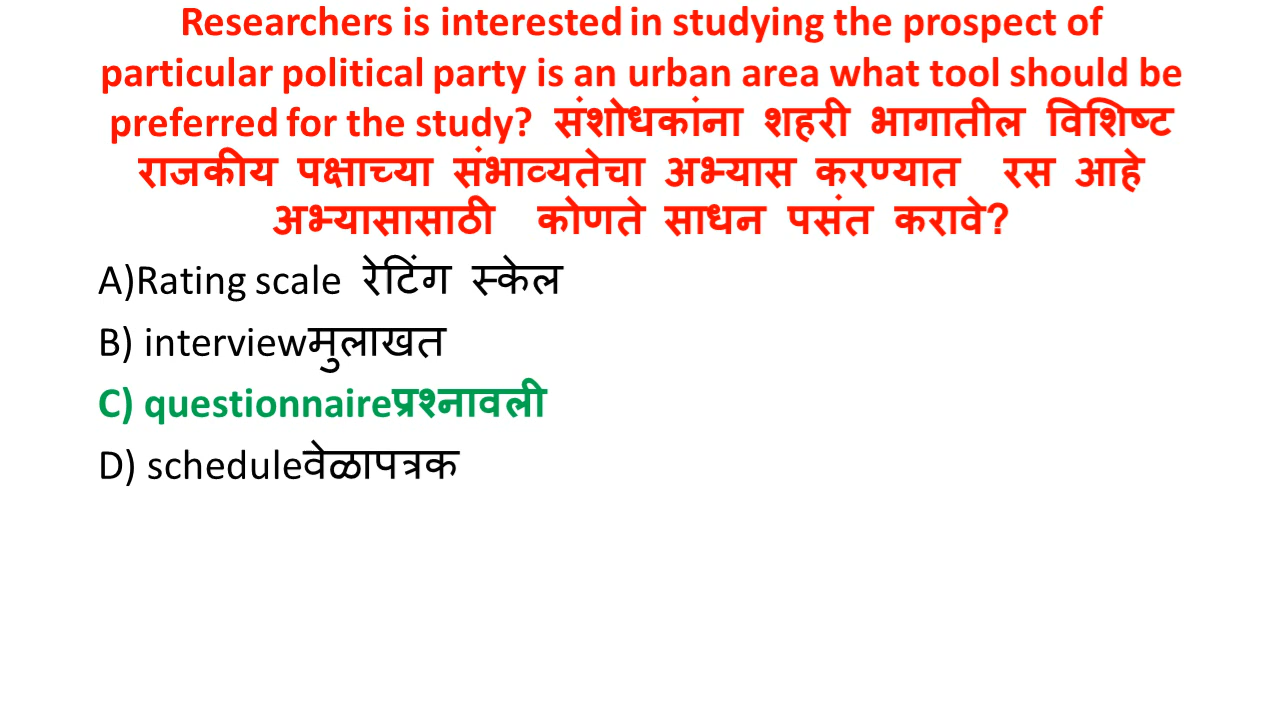 Researchers is interested in studying the prospect of
particular political party is an urban area what tool should be
preferred for the study? संशोधकांना शहरी भागातील विशिष्ट
राजकीय पक्षाच्या संभाव्यतेचा अभ्यास करण्यात रस आहे
अभ्यासासाठी कोणते साधन पसंत करावे?
A)Rating scale रेटिंग स्केल
B) interviewमुलाखत
C) questionnaireप्रश्नावली
D) scheduleवेळापत्रक